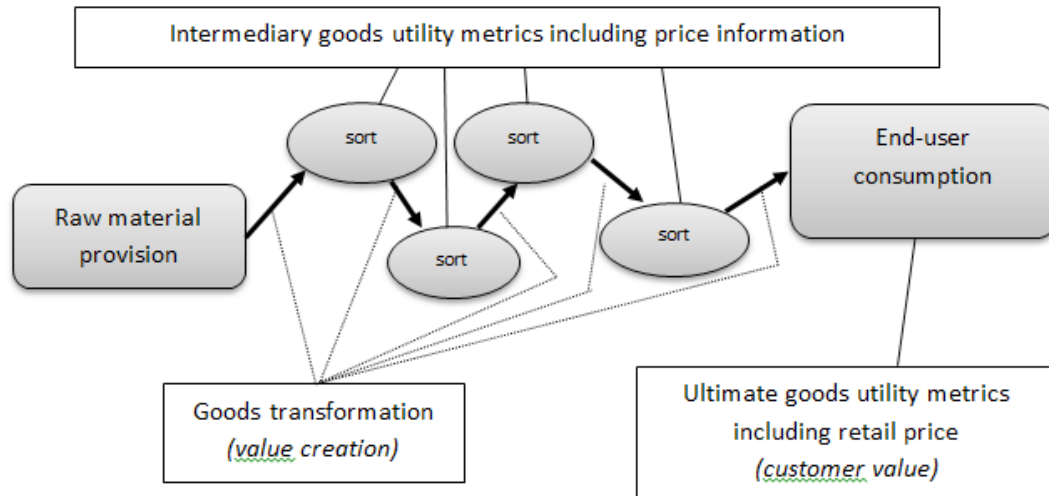 Intermediary goods utility metrics including price information
sort
sort
End-user
consumption
Raw material
provision
sort
sort
Goods transformation
(value creation)
Ultimate goods utility metrics
including retail price
(customer value)